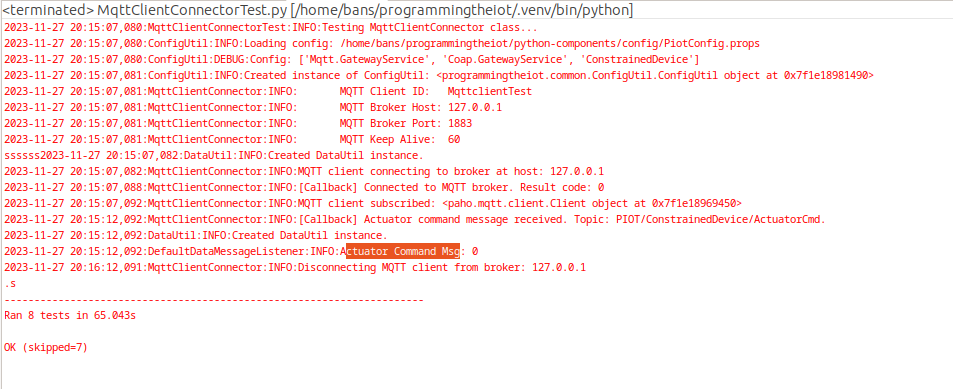 <terminated> MqttClientConnectorTest.py [/home/bans/programmingtheiot/.venv/bin/python]
2023-11-27 20:15:07,080:MqttClientConnectorTest:INFO:Testing MqttClientConnector class...
2023-11-27 20:15:07,080:ConfigUtil:INFO:Loading config: /home/bans/programmingtheiot/python-components/config/PiotConfig.props
2023-11-27 20:15:07,080:ConfigUtil:DEBUG:Config: ['Mqtt.GatewayService', 'Coap.GatewayService', 'ConstrainedDevice']
2023-11-27 20:15:07,081:ConfigUtil:INFO:Created instance of ConfigUtil: <programmingtheiot.common.ConfigUtil.ConfigUtil object at 0x7f1e18981490>
2023-11-27 20:15:07,081:MqttClientConnector:INFO: MQTT Client ID: MqttclientTest
2023-11-27 20:15:07,081:MqttClientConnector:INFO: MQTT Broker Host: 127.0.0.1
2023-11-27 20:15:07,081:MqttClientConnector:INFO: MQTT Broker Port: 1883
2023-11-27 20:15:07,081:MqttClientConnector:INFO: MQTT Keep Alive: 60
ssssss2023-11-27 20:15:07,082:DataUtil:INFO:Created DataUtil instance.
2023-11-27 20:15:07,082:MqttClientConnector:INFO:MQTT client connecting to broker at host: 127.0.0.1
2023-11-27 20:15:07,088:MqttClientConnector:INFO:[Callback] Connected to MQTT broker. Result code: 0
2023-11-27 20:15:07,092:MqttClientConnector:INFO:MQTT client subscribed: <paho.mqtt.client.Client object at 0x7f1e18969450>
2023-11-27 20:15:12,092:MqttClientConnector:INFO:[Callback] Actuator command message received. Topic: PIOT/ConstrainedDevice/ActuatorCmd.
2023-11-27 20:15:12,092:DataUtil:INFO:Created DataUtil instance.
2023-11-27 20:15:12,092:DefaultDataMessageListener:INFO:Actuator Command Msg: 0
2023-11-27 20:16:12,091:MqttClientConnector:INFO:Disconnecting MQTT client from broker: 127.0.0.1
.s
----------------------------------------------------------------------
Ran 8 tests in 65.043s
OK (skipped=7)